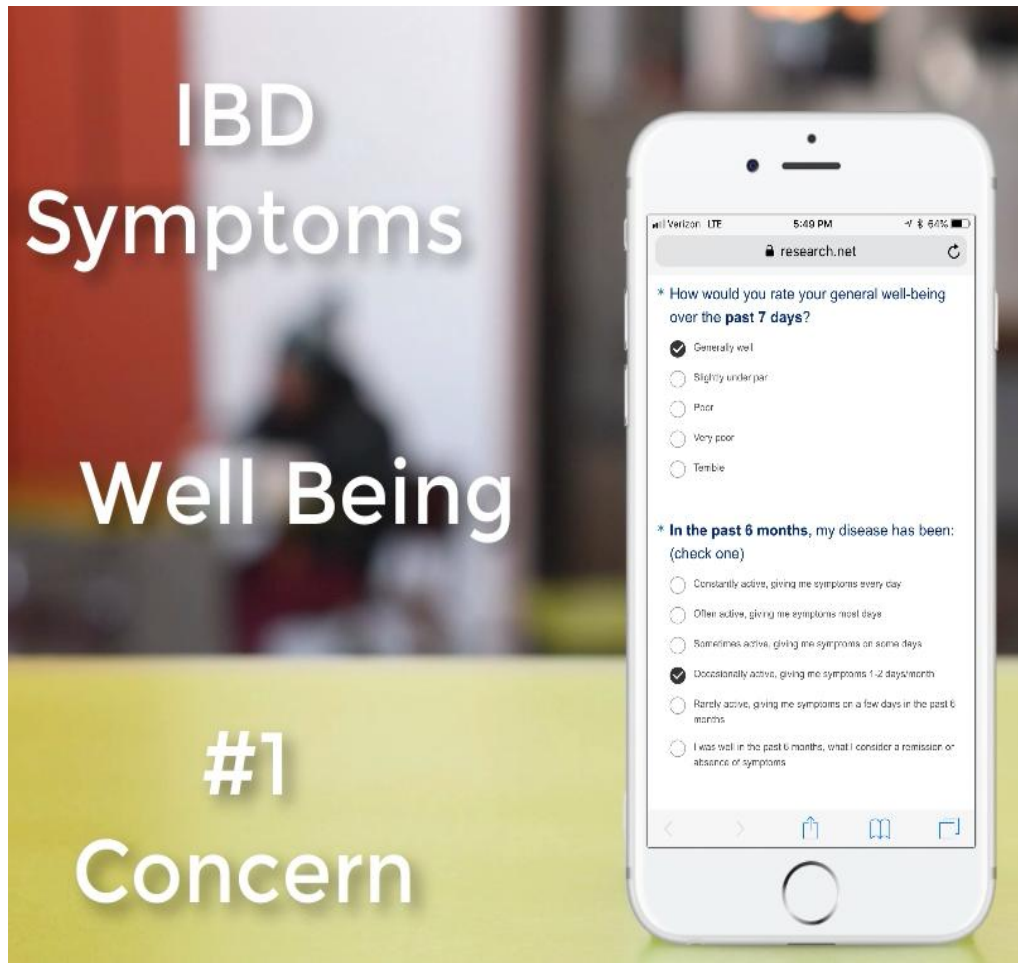 IBD
Symptoms
Well Being
#1
Concern
Verizon LTE
5:49 PM
64%
research.net
* How would you rate your general well-being
over the past 7 days?
Generally well
Slightly under par
Poor
Very poor
Terrible
* In the past 6 months, my disease has been:
(check one)
Constantly active, giving me symptoms every day
Often active, giving me symptoms most days
Sometimes active, giving me symptoms on some days
Occasionally active, giving me symptoms 1-2 days/month
Rarely active, giving me symptoms on a few days in the past 6
months
I was well in the past 6 months, what I consider a remission or
absence of symptoms